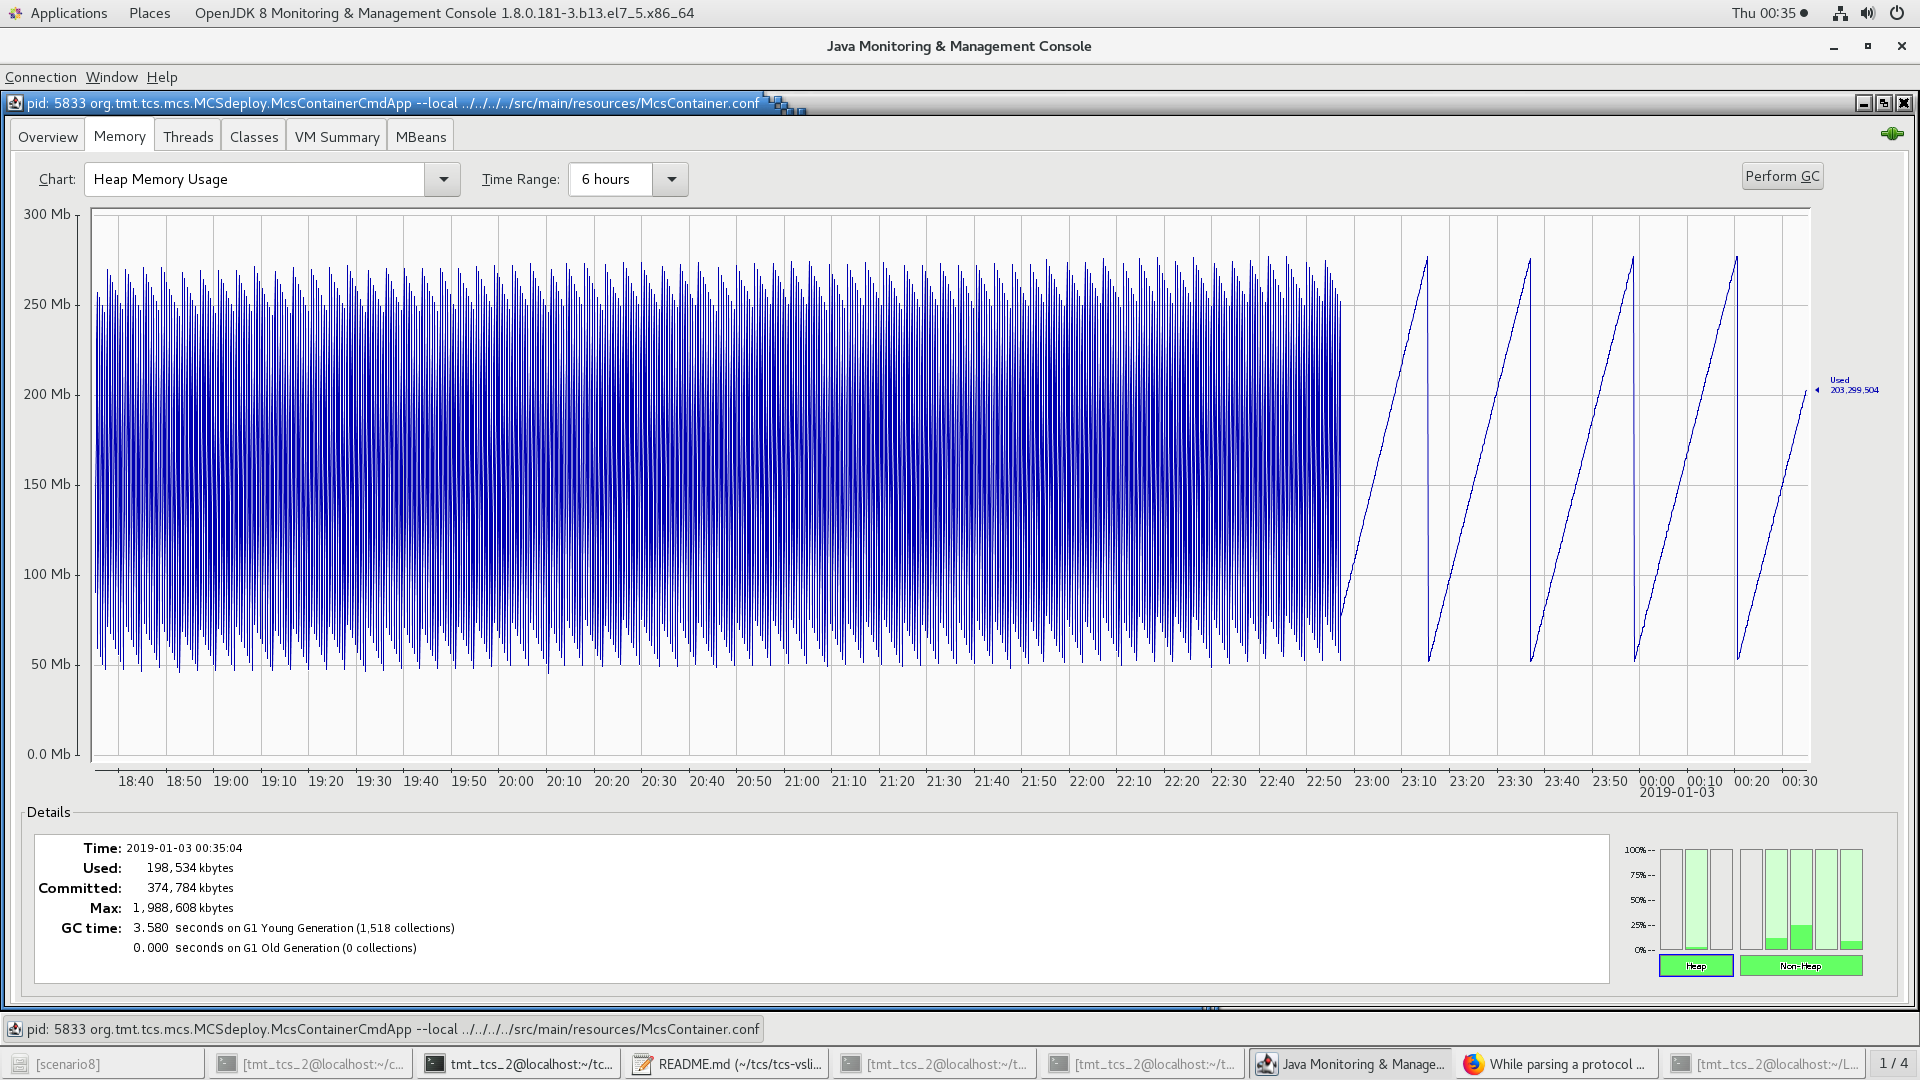 Applications Places OpenJDK 8 Monitoring & Management Console 1.8.0.181-3.b13.el7_5.x86_64 Thu 00:35
Java Monitoring & Management Console
Connection Window Help
pid: 5833 org.tmt.tcs.mcs.MCSdeploy.McsContainerCmdApp --local ../../../../src/main/resources/McsContainer.conf
Overview Memory Threads Classes VM Summary MBeans
Chart: Heap Memory Usage Time Range: 6 hours Perform GC
300 Mb
250 Mb
200 Mb
150 Mb
100 Mb
50 Mb
0.0 Mb
Used
203,299,504
18:40 18:50 19:00 19:10 19:20 19:30 19:40 19:50 20:00 20:10 20:20 20:30 20:40 20:50 21:00 21:10 21:20 21:30 21:40 21:50 22:00 22:10 22:20 22:30 22:40 22:50 23:00 23:10 23:20 23:30 23:40 23:50 00:00 00:10 00:20 00:30
2019-01-03
Details
Time: 2019-01-03 00:35:04
Used: 198,534 kbytes
Committed: 374,784 kbytes
Max: 1,988,608 kbytes
GC time: 3.580 seconds on G1 Young Generation (1,518 collections)
0.000 seconds on G1 Old Generation (0 collections)
100%--
75%--
50%--
25%--
0%--
Heap Non-Heap
pid: 5833 org.tmt.tcs.mcs.MCSdeploy.McsContainerCmdApp --local ../../../../src/main/resources/McsContainer.conf
[scenario8] [tmt_tcs_2@localhost:~/c... tmt_tcs_2@localhost:~/tc... README.md (~/tcs/tcs-vsli... [tmt_tcs_2@localhost:~/t... [tmt_tcs_2@localhost:~/t... Java Monitoring & Manage... While parsing a protocol ... [tmt_tcs_2@localhost:~/L... 1 / 4